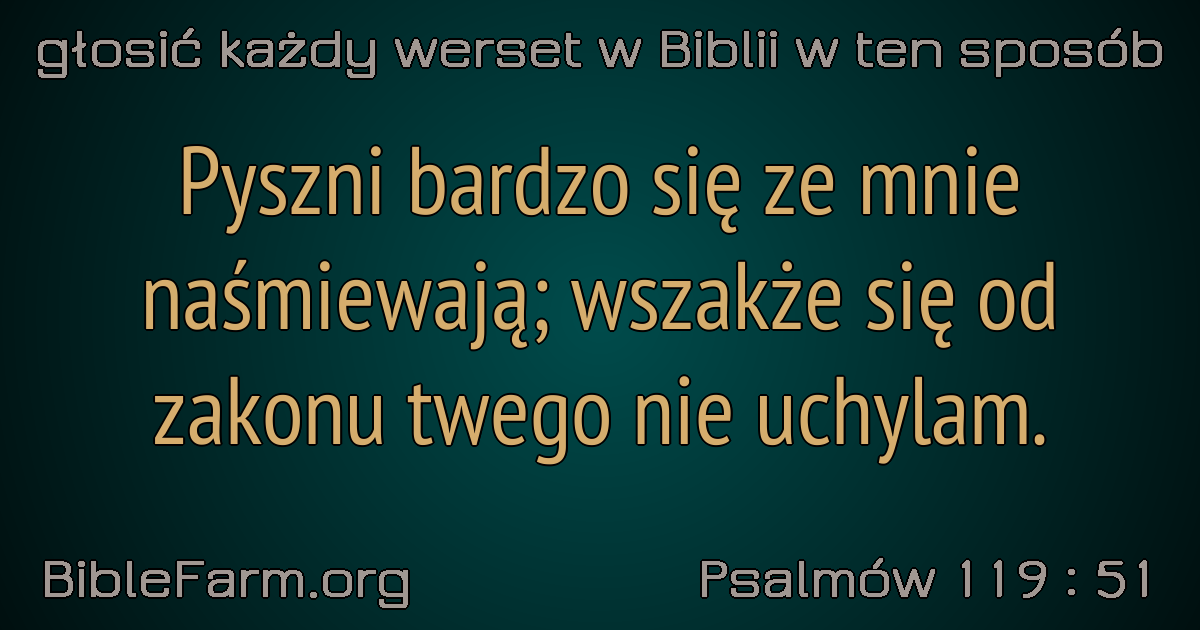 głosić każdy werset w Biblii w ten sposób
Pyszni bardzo się ze mnie
naśmiewają; wszakże się od
zakonu twego nie uchylam.
BibleFarm.org
Psalmów 119 : 51